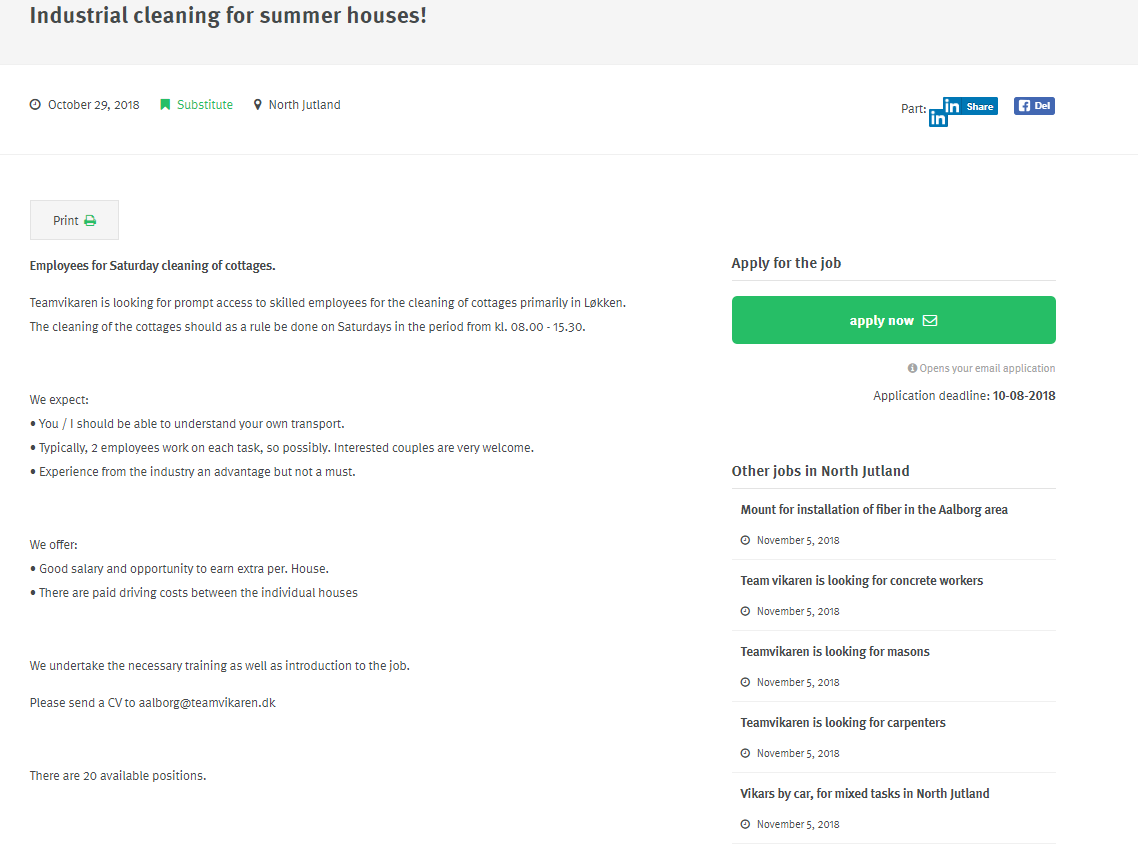 Industrial cleaning for summer houses!
October 29, 2018 Substitute North Jutland
Part: in in Share Del
Print
Employees for Saturday cleaning of cottages.
Teamvikaren is looking for prompt access to skilled employees for the cleaning of cottages primarily in Løkken.
The cleaning of the cottages should as a rule be done on Saturdays in the period from kl. 08.00 - 15.30.
We expect:
• You / I should be able to understand your own transport.
• Typically, 2 employees work on each task, so possibly. Interested couples are very welcome.
• Experience from the industry an advantage but not a must.
We offer:
• Good salary and opportunity to earn extra per. House.
• There are paid driving costs between the individual houses
We undertake the necessary training as well as introduction to the job.
Please send a CV to aalborg@teamvikaren.dk
There are 20 available positions.
Apply for the job
apply now
Opens your email application
Application deadline: 10-08-2018
Other jobs in North Jutland
Mount for installation of fiber in the Aalborg area
November 5, 2018
Team vikaren is looking for concrete workers
November 5, 2018
Teamvikaren is looking for masons
November 5, 2018
Teamvikaren is looking for carpenters
November 5, 2018
Vikars by car, for mixed tasks in North Jutland
November 5, 2018